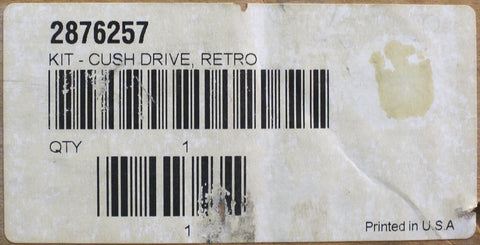 2876257
KIT - CUSH DRIVE, RETRO
QTY 1
1
Printed in U.S.A